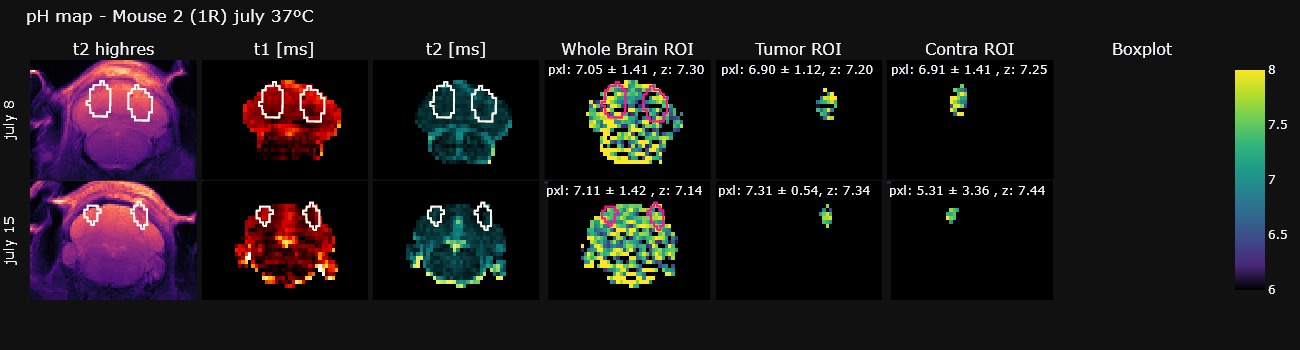 pH map - Mouse 2 (1R) july 37ºC
t2 highres t1 [ms] t2 [ms] Whole Brain ROI Tumor ROI Contra ROI Boxplot
july 8
pxl: 7.05 ± 1.41 , z: 7.30 pxl: 6.90 ± 1.12, z: 7.20 pxl: 6.91 ± 1.41 , z: 7.25
july 15
pxl: 7.11 ± 1.42 , z: 7.14 pxl: 7.31 ± 0.54, z: 7.34 pxl: 5.31 ± 3.36 , z: 7.44
8
7.5
7
6.5
6